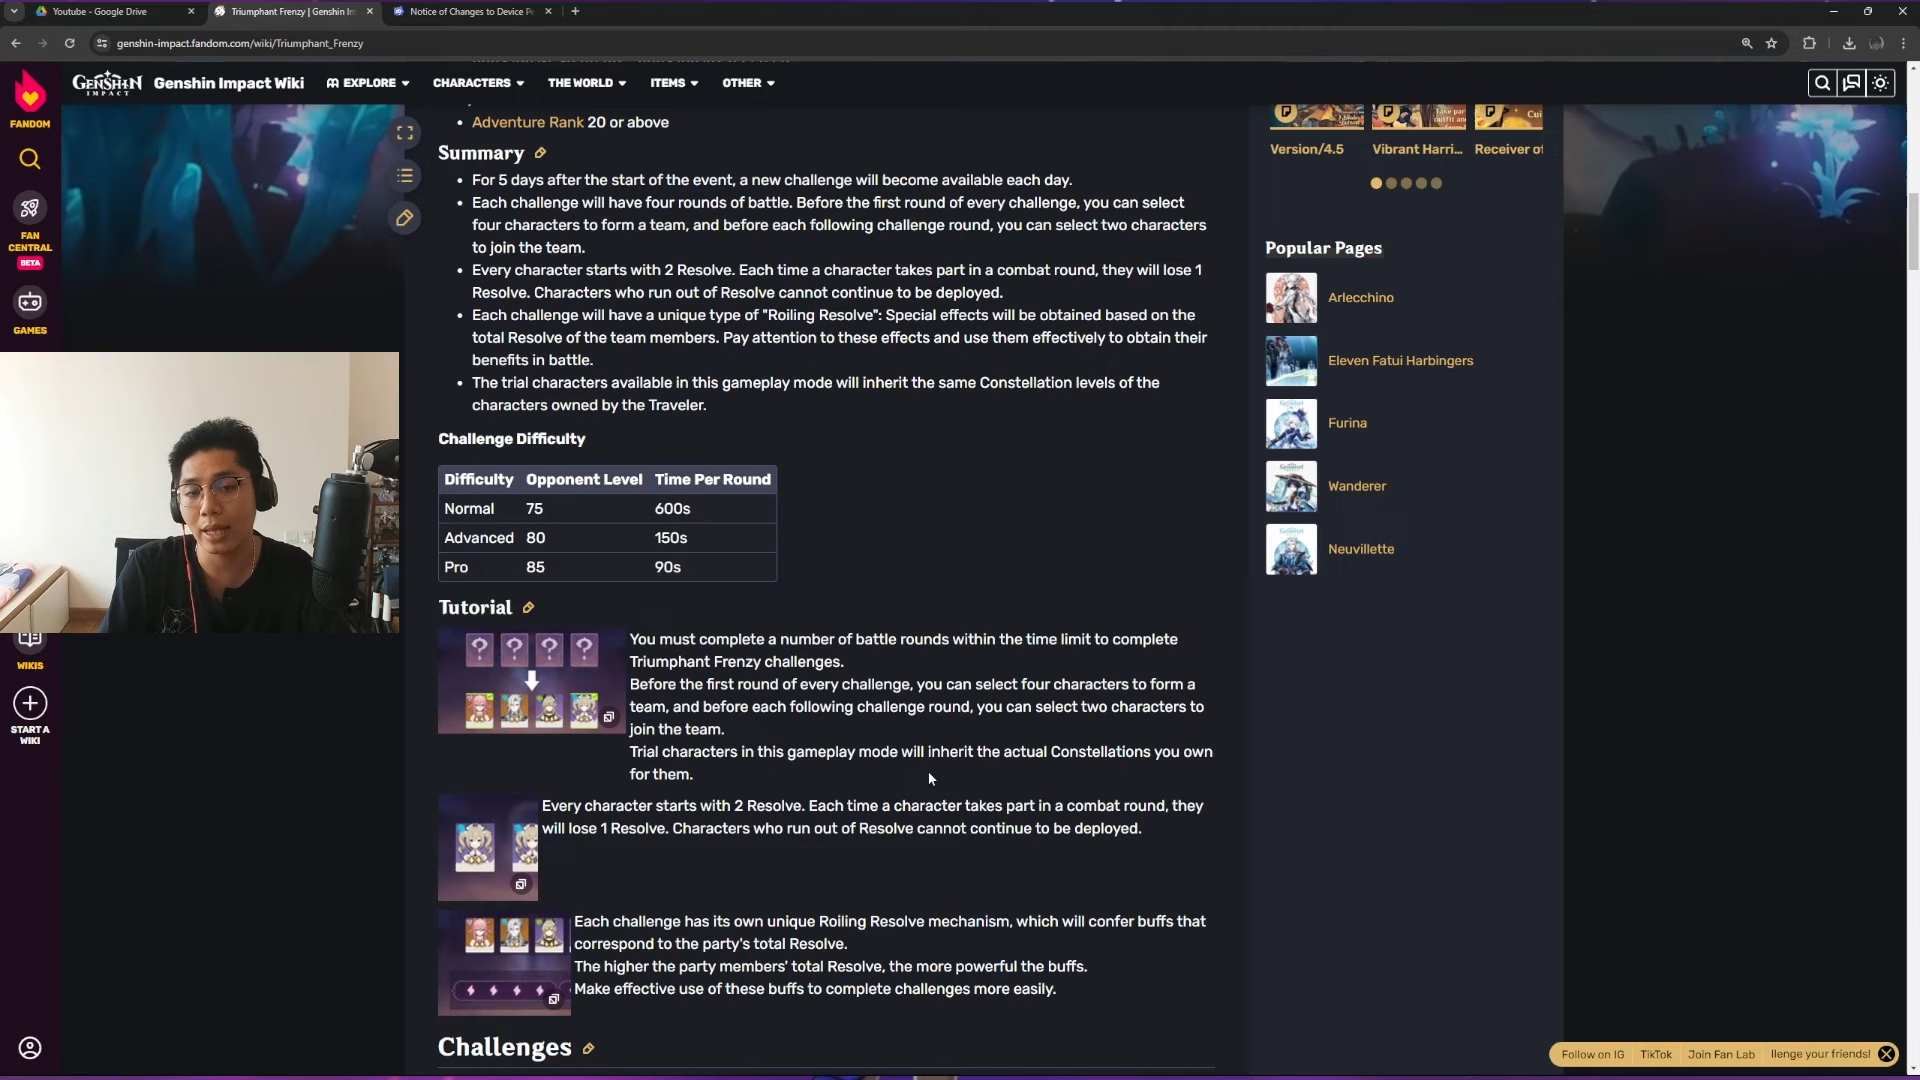 Youtube - Google Drive
Triumphant Frenzy | Genshin Im
Notice of Changes to Device Pe
genshin-impact.fandom.com/wiki/Triumphant_Frenzy
GENSHIN IMPACT
Genshin Impact Wiki
EXPLORE
CHARACTERS
THE WORLD
ITEMS
OTHER
FANDOM
FAN CENTRAL
BETA
GAMES
WIKIS
START A WIKI
Adventure Rank 20 or above
Summary
For 5 days after the start of the event, a new challenge will become available each day.
Each challenge will have four rounds of battle. Before the first round of every challenge, you can select
four characters to form a team, and before each following challenge round, you can select two characters
to join the team.
Every character starts with 2 Resolve. Each time a character takes part in a combat round, they will lose 1
Resolve. Characters who run out of Resolve cannot continue to be deployed.
Each challenge will have a unique type of "Roiling Resolve": Special effects will be obtained based on the
total Resolve of the team members. Pay attention to these effects and use them effectively to obtain their
benefits in battle.
The trial characters available in this gameplay mode will inherit the same Constellation levels of the
characters owned by the Traveler.
Challenge Difficulty
Difficulty Opponent Level Time Per Round
Normal 75 600s
Advanced 80 150s
Pro 85 90s
Tutorial
You must complete a number of battle rounds within the time limit to complete
Triumphant Frenzy challenges.
Before the first round of every challenge, you can select four characters to form a
team, and before each following challenge round, you can select two characters to
join the team.
Trial characters in this gameplay mode will inherit the actual Constellations you own
for them.
Every character starts with 2 Resolve. Each time a character takes part in a combat round, they
will lose 1 Resolve. Characters who run out of Resolve cannot continue to be deployed.
Each challenge has its own unique Roiling Resolve mechanism, which will confer buffs that
correspond to the party's total Resolve.
The higher the party members' total Resolve, the more powerful the buffs.
Make effective use of these buffs to complete challenges more easily.
Challenges
Version/4.5
Vibrant Harri...
Receiver of
Popular Pages
Arlecchino
Eleven Fatui Harbingers
Furina
Wanderer
Neuvillette
Follow on IG
TikTok
Join Fan Lab
llenge your friends!